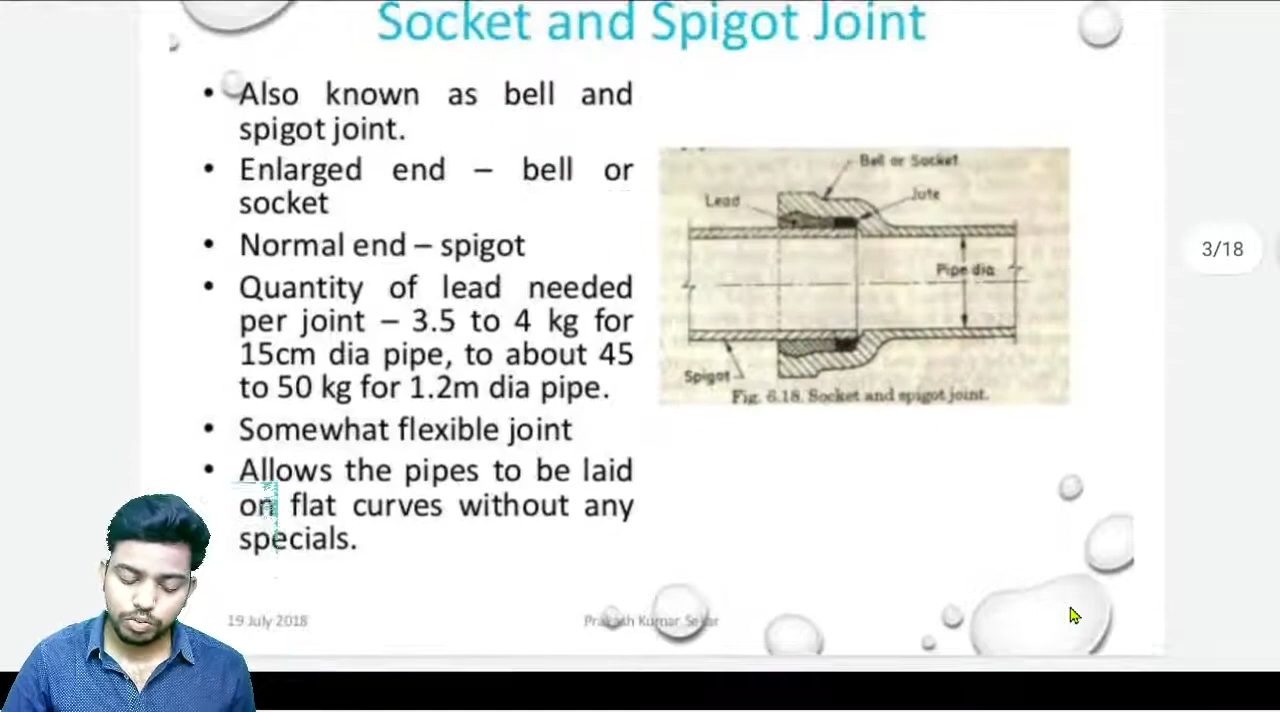 Socket and Spigot Joint
• Also known as bell and
spigot joint.
• Enlarged end – bell or
socket
• Normal end – spigot
• Quantity of lead needed
per joint – 3.5 to 4 kg for
15cm dia pipe, to about 45
to 50 kg for 1.2m dia pipe.
• Somewhat flexible joint
• Allows the pipes to be laid
on flat curves without any
specials.
Bell or Socket
Lead
Jute
Pipe dia
Spigot
Fig. 6.18. Socket and spigot joint.
3/18
19 July 2018
Prakash Kumar Sekar